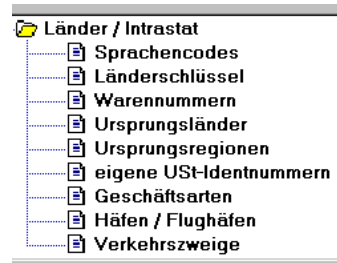 Länder / Intrastat
Sprachencodes
Länderschlüssel
Warennummern
Ursprungsländer
Ursprungsregionen
eigene USt-Identnummern
Geschäftsarten
Häfen / Flughäfen
Verkehrszweige